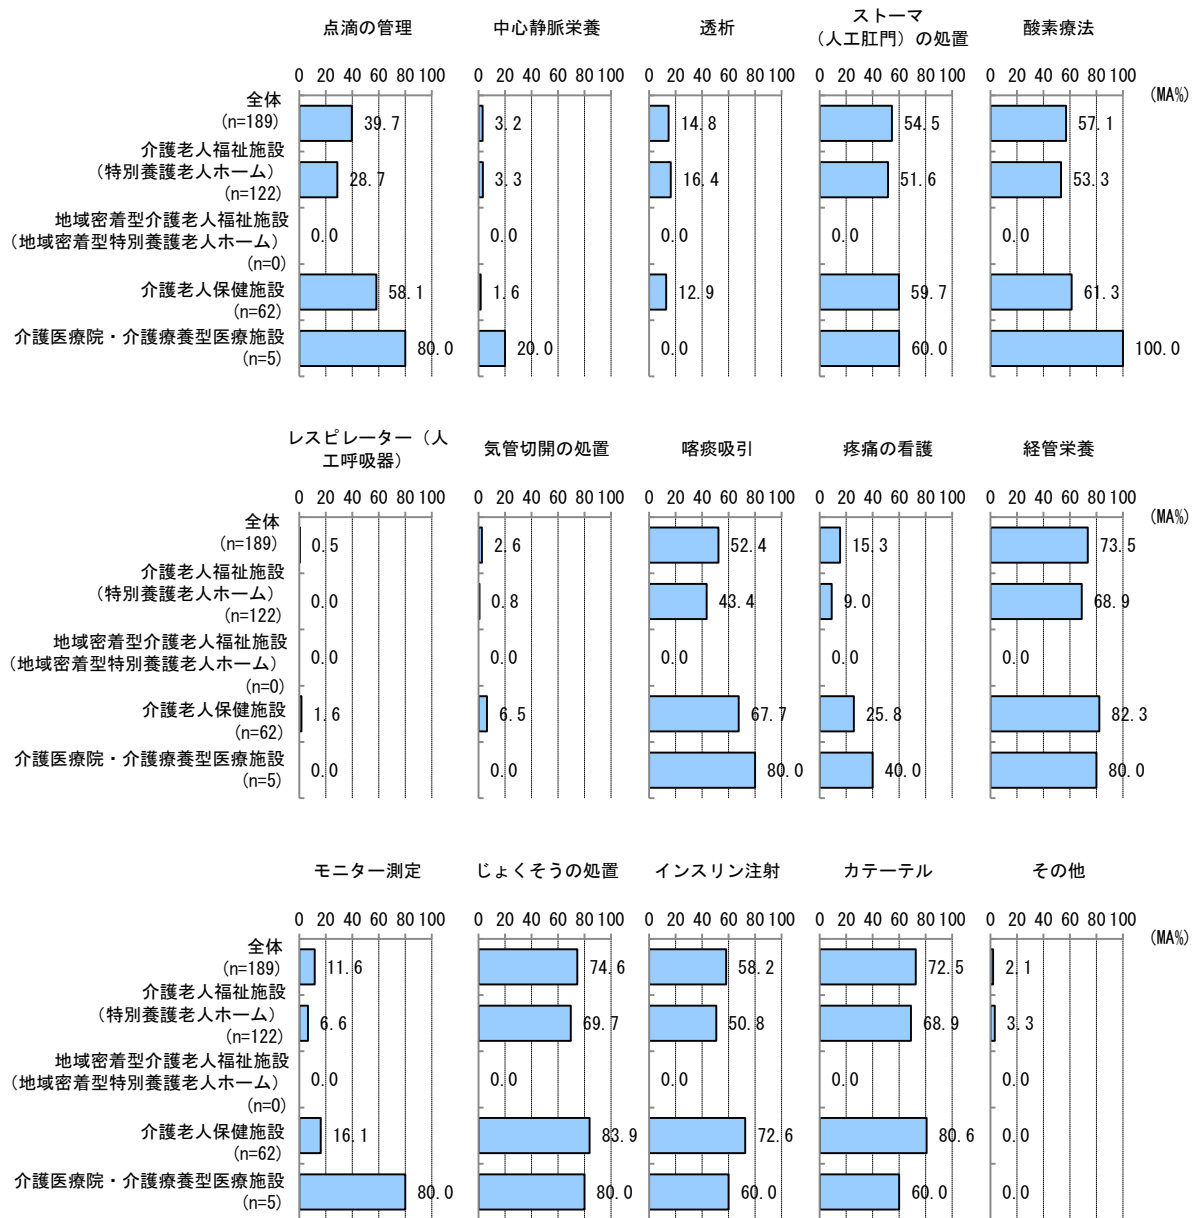 点滴の管理
中心静脈栄養
透析
ストーマ
（人工肛門）の処置
酸素療法
0 20 40 60 80 100
0 20 40 60 80 100
0 20 40 60 80 100
0 20 40 60 80 100
0 20 40 60 80 100
(MA%)
全体
(n=189)
39.7
3.2
14.8
54.5
57.1
介護老人福祉施設
（特別養護老人ホーム）
(n=122)
28.7
3.3
16.4
51.6
53.3
地域密着型介護老人福祉施設
（地域密着型特別養護老人ホーム）
(n=0)
0.0
0.0
0.0
0.0
0.0
介護老人保健施設
(n=62)
58.1
1.6
12.9
59.7
61.3
介護医療院・介護療養型医療施設
(n=5)
80.0
20.0
0.0
60.0
100.0
レスピレーター（人
工呼吸器）
気管切開の処置
喀痰吸引
疼痛の看護
経管栄養
0 20 40 60 80 100
0 20 40 60 80 100
0 20 40 60 80 100
0 20 40 60 80 100
0 20 40 60 80 100
(MA%)
全体
(n=189)
0.5
2.6
52.4
15.3
73.5
介護老人福祉施設
（特別養護老人ホーム）
(n=122)
0.0
0.8
43.4
9.0
68.9
地域密着型介護老人福祉施設
（地域密着型特別養護老人ホーム）
(n=0)
0.0
0.0
0.0
0.0
0.0
介護老人保健施設
(n=62)
1.6
6.5
67.7
25.8
82.3
介護医療院・介護療養型医療施設
(n=5)
0.0
0.0
80.0
40.0
80.0
モニター測定
じょくそうの処置
インスリン注射
カテーテル
その他
0 20 40 60 80 100
0 20 40 60 80 100
0 20 40 60 80 100
0 20 40 60 80 100
0 20 40 60 80 100
(MA%)
全体
(n=189)
11.6
74.6
58.2
72.5
2.1
介護老人福祉施設
（特別養護老人ホーム）
(n=122)
6.6
69.7
50.8
68.9
3.3
地域密着型介護老人福祉施設
（地域密着型特別養護老人ホーム）
(n=0)
0.0
0.0
0.0
0.0
0.0
介護老人保健施設
(n=62)
16.1
83.9
72.6
80.6
0.0
介護医療院・介護療養型医療施設
(n=5)
80.0
80.0
60.0
60.0
0.0